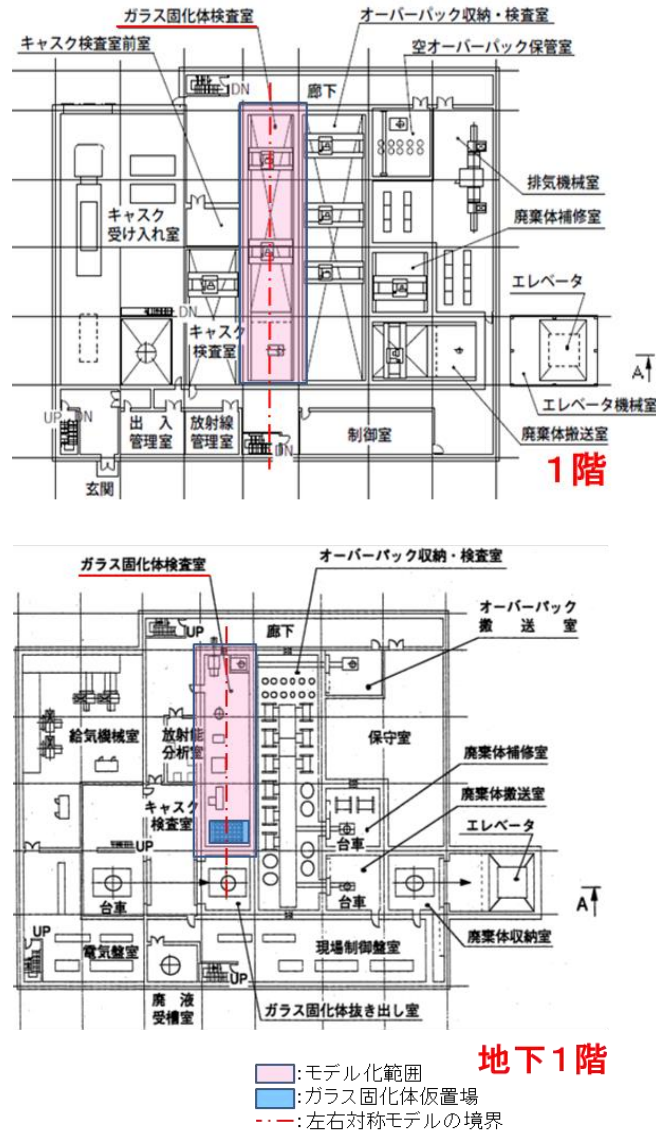 ガラス固化体検査室
オーバーパック収納・検査室
キャスク検査室前室
空オーバーパック保管室
DN
廊下
排気機械室
キャスク
受け入れ室
廃棄体補修室
エレベータ
DN
キャスク
検査室
A
UP
DN
出入
管理室
放射線
管理室
制御室
エレベータ機械室
廃棄体搬送室
DN
玄関
1階
ガラス固化体検査室
オーバーパック収納・検査室
オーバーパック
搬送室
UP
廊下
給気機械室
放射能
分析室
保守室
廃棄体補修室
キャスク
検査室
廃棄体搬送室
UP
台車
エレベータ
台車
台車
A
UP
電気盤室
現場制御盤室
廃棄体収納室
UP
廃液
受槽室
ガラス固化体抜き出し室
地下1階
:モデル化範囲
:ガラス固化体仮置場
:左右対称モデルの境界